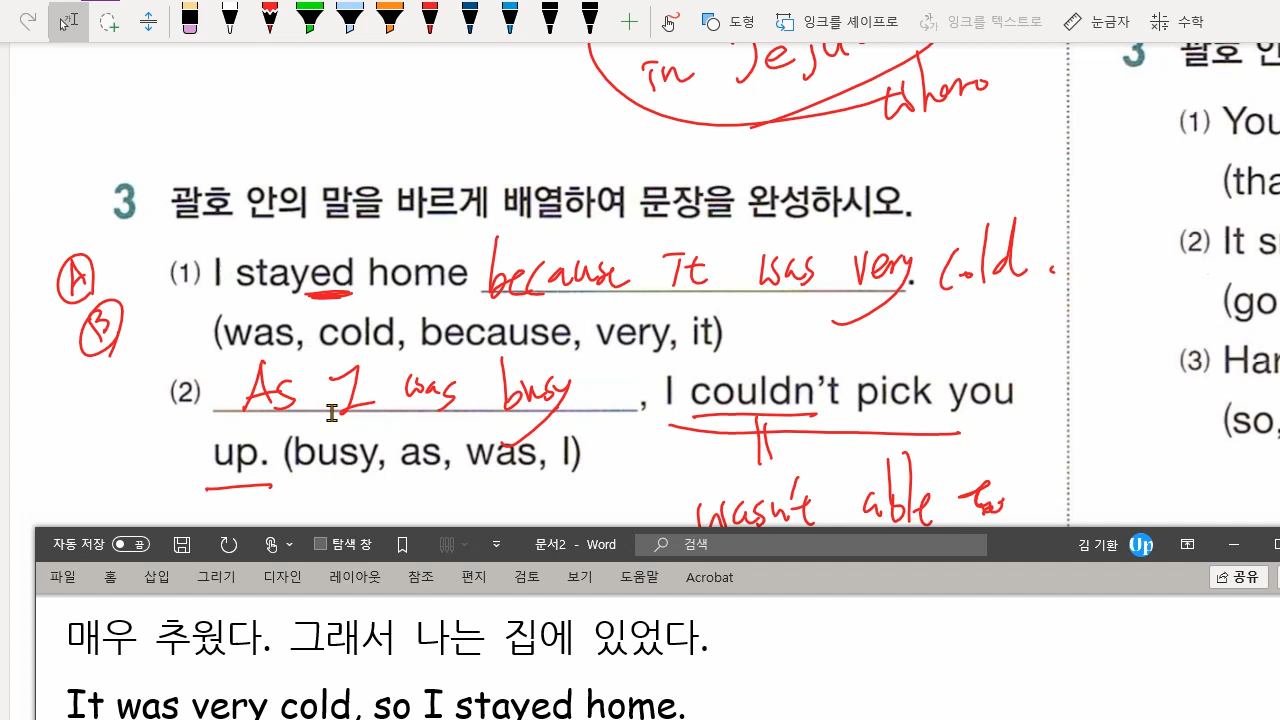 도형 잉크를 셰이프로 잉크를 텍스트로 눈금자 수학
in Jeju
where
3 괄호 안
3 괄호 안의 말을 바르게 배열하여 문장을 완성하시오.
(1) You
(tha
A (1) I stayed home because it was very cold.
(2) It s
B (was, cold, because, very, it)
(go
(2) As I was busy, I couldn't pick you
(3) Har
up. (busy, as, was, I)
(so,
wasn't able to
자동 저장 끔 탐색 창 문서2 - Word 검색 김 기환 Up
파일 홈 삽입 그리기 디자인 레이아웃 참조 편지 검토 보기 도움말 Acrobat 공유
매우 추웠다. 그래서 나는 집에 있었다.
It was very cold, so I stayed home.